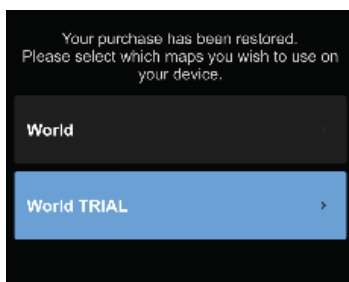 Your purchase has been restored.
Please select which maps you wish to use on
your device.
World
World TRIAL